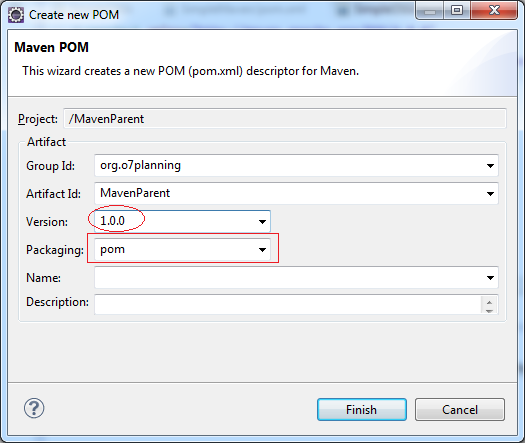 Create new POM
Maven POM
This wizard creates a new POM (pom.xml) descriptor for Maven.
Project: /MavenParent
Artifact
Group Id: org.o7planning
Artifact Id: MavenParent
Version: 1.0.0
Packaging: pom
Name:
Description:
Finish Cancel